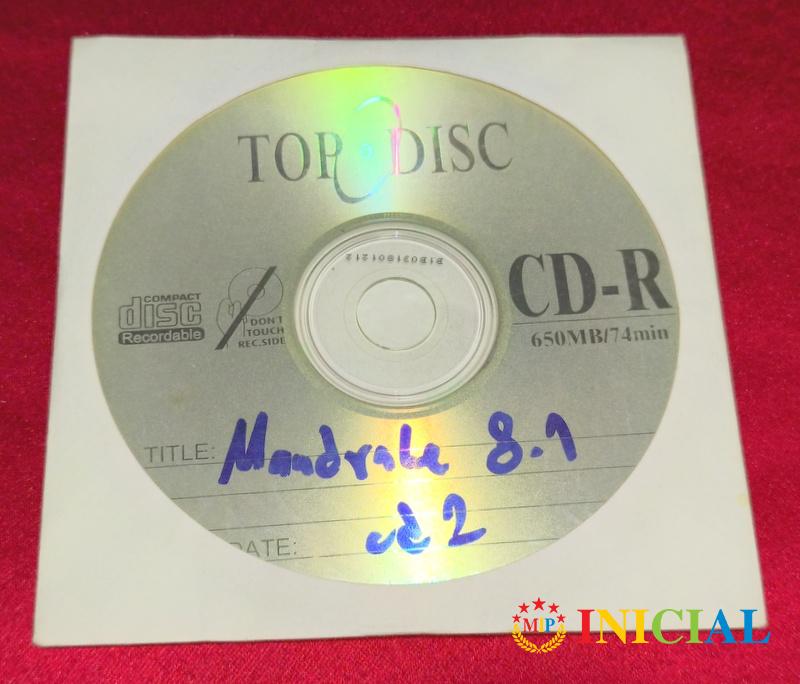 TOP DISC
COMPACT
disc
Recordable
DON'T
TOUCH
REC.SIDE
CD-R
650MB/74min
TITLE: Mandrake 8.1
DATE: cd 2
MJP INICIAL